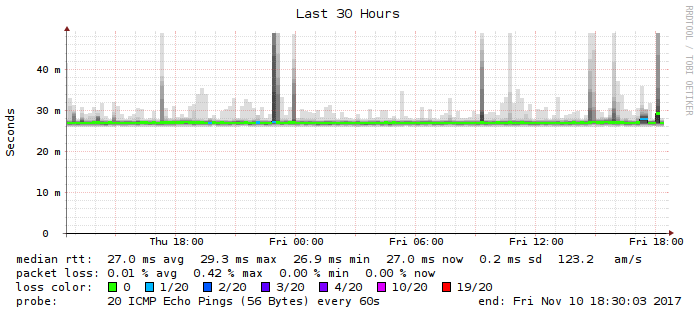 Last 30 Hours
RRDTOOL / TOBI OETIKER
Seconds
40 m
30 m
20 m
10 m
0
Thu 18:00 Fri 00:00 Fri 06:00 Fri 12:00 Fri 18:00
median rtt: 27.0 ms avg 29.3 ms max 26.9 ms min 27.0 ms now 0.2 ms sd 123.2 am/s
packet loss: 0.01 % avg 0.42 % max 0.00 % min 0.00 % now
loss color: 0 1/20 2/20 3/20 4/20 10/20 19/20
probe: 20 ICMP Echo Pings (56 Bytes) every 60s end: Fri Nov 10 18:30:03 2017